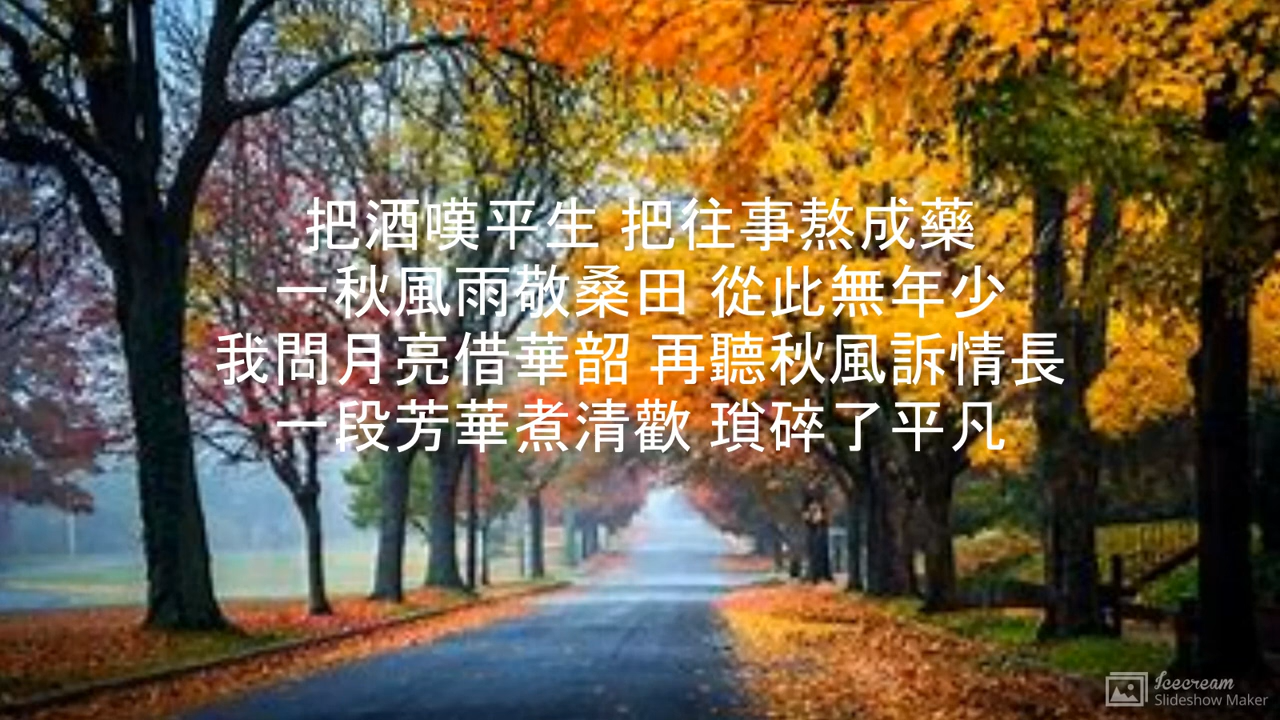 把酒嘆平生 把往事熬成藥
一秋風雨敬桑田 從此無年少
我問月亮借華韶 再聽秋風訴情長
一段芳華煮清歡 瑣碎了平凡
Icecream
Slideshow Maker